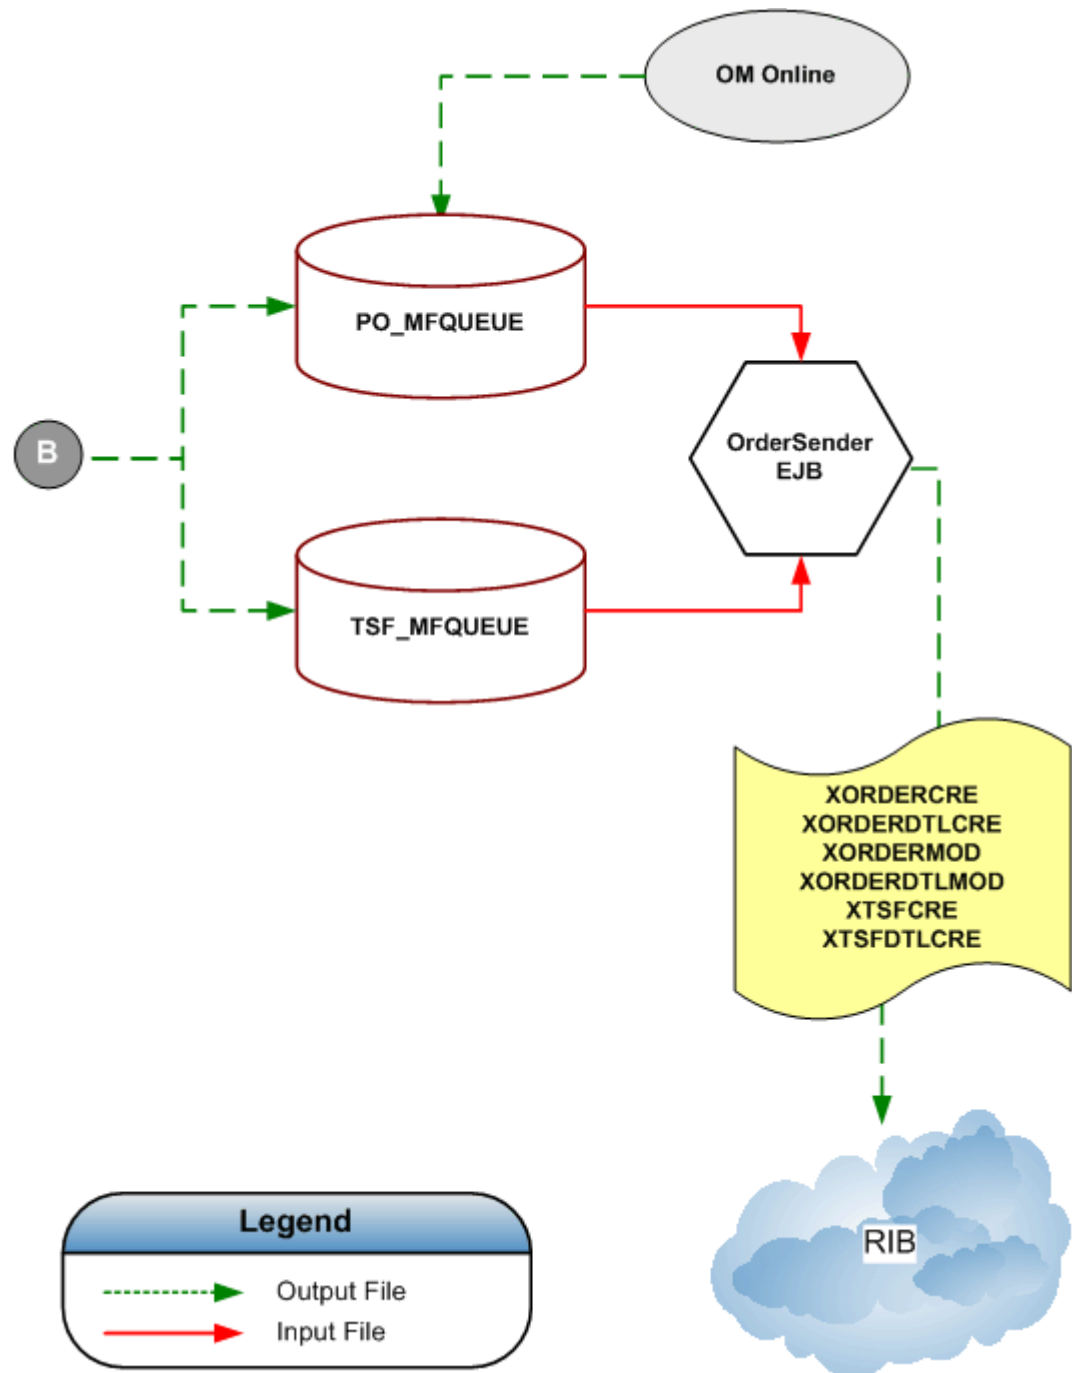 OM Online
PO_MFQUEUE
B
OrderSender
EJB
TSF_MFQUEUE
XORDERCRE
XORDERDTLCRE
XORDERMOD
XORDERDTLMOD
XTSFCRE
XTSFDTLCRE
RIB
Legend
Output File
Input File